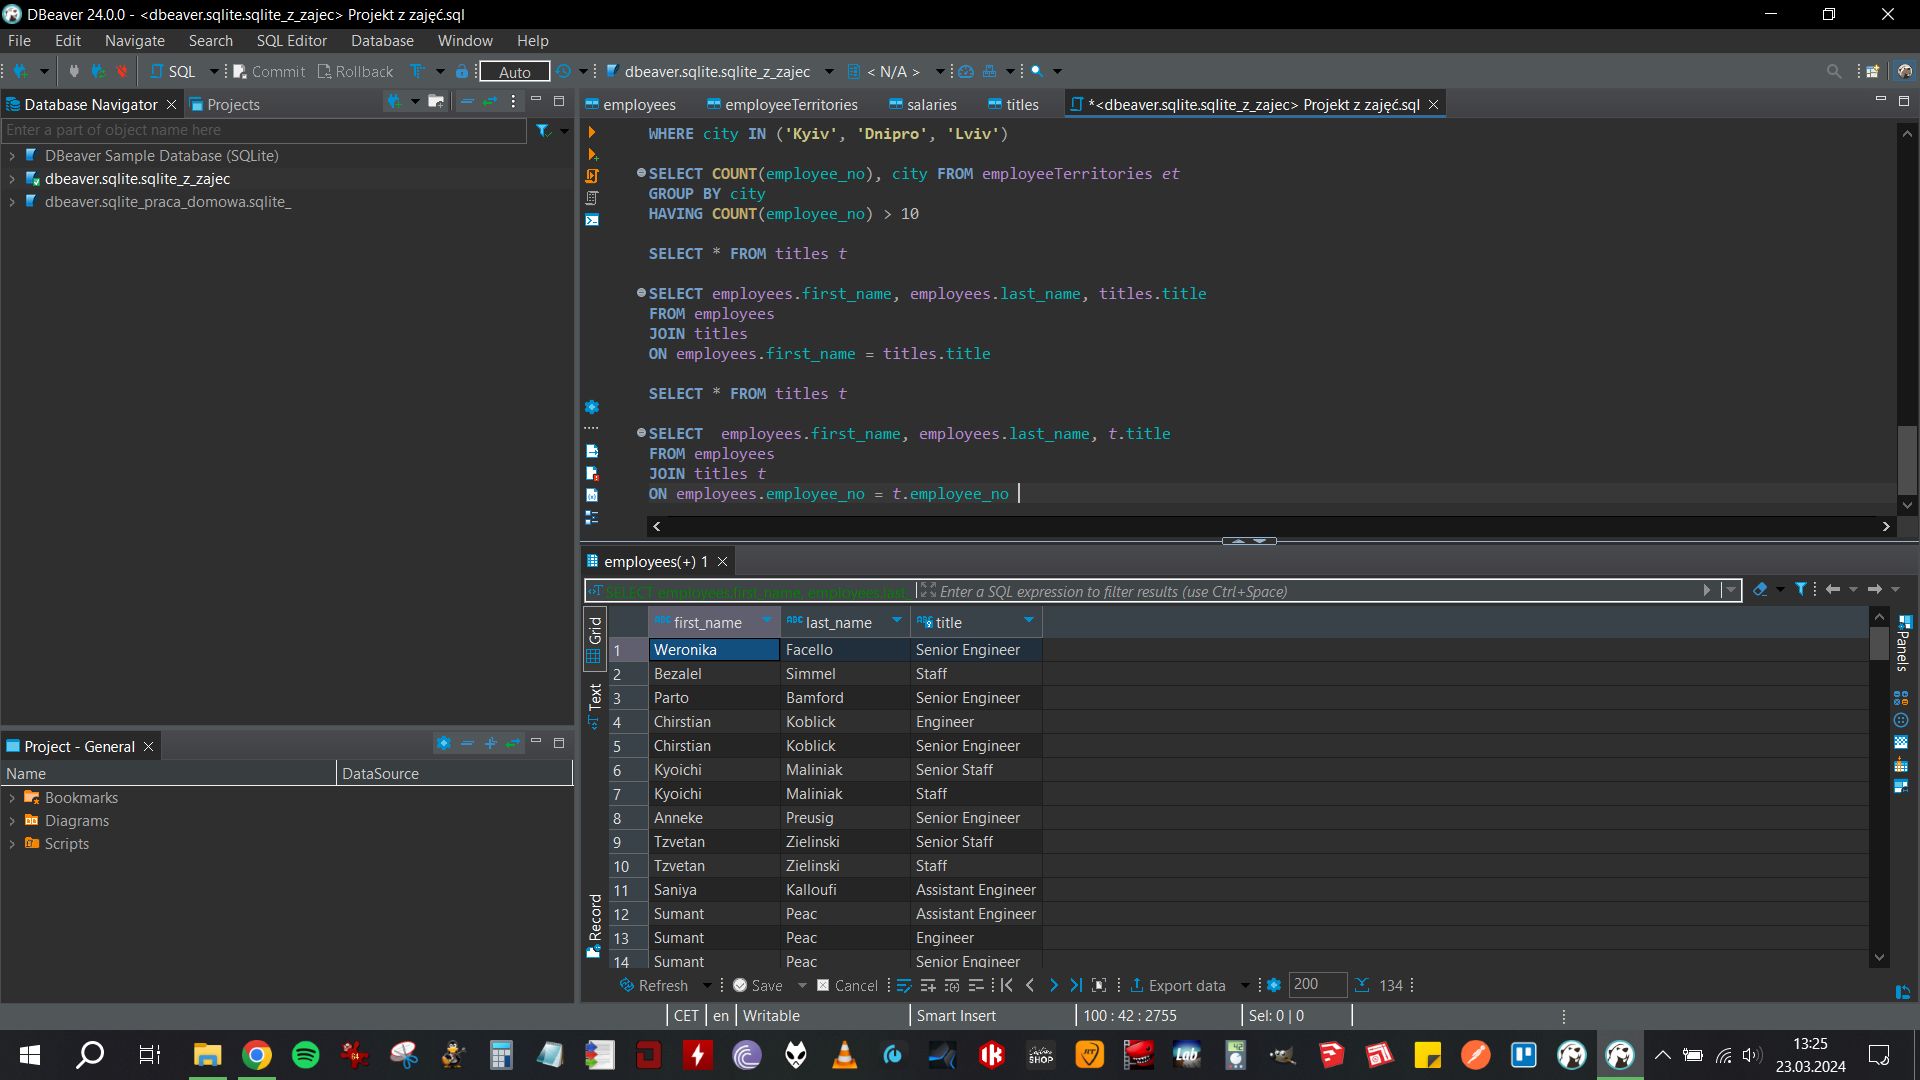 DBeaver 24.0.0 - <dbeaver.sqlite.sqlite_z_zajec> Projekt z zajęć.sql
File Edit Navigate Search SQL Editor Database Window Help
SQL Commit Rollback Auto dbeaver.sqlite.sqlite_z_zajec < N/A >
Database Navigator Projects
Enter a part of object name here
DBeaver Sample Database (SQLite)
dbeaver.sqlite.sqlite_z_zajec
dbeaver.sqlite_praca_domowa.sqlite_
Project - General
Name DataSource
Bookmarks
Diagrams
Scripts
employees employeeTerritories salaries titles *<dbeaver.sqlite.sqlite_z_zajec> Projekt z zajęć.sql
WHERE city IN ('Kyiv', 'Dnipro', 'Lviv')
SELECT COUNT(employee_no), city FROM employeeTerritories et
GROUP BY city
HAVING COUNT(employee_no) > 10
SELECT * FROM titles t
SELECT employees.first_name, employees.last_name, titles.title
FROM employees
JOIN titles
ON employees.first_name = titles.title
SELECT * FROM titles t
SELECT  employees.first_name, employees.last_name, t.title
FROM employees
JOIN titles t
ON employees.employee_no = t.employee_no
employees(+) 1
SELECT employees.first_name, employees.last_ Enter a SQL expression to filter results (use Ctrl+Space)
Grid
Text
Record
Panels
first_name last_name title
1 Weronika Facello Senior Engineer
2 Bezalel Simmel Staff
3 Parto Bamford Senior Engineer
4 Chirstian Koblick Engineer
5 Chirstian Koblick Senior Engineer
6 Kyoichi Maliniak Senior Staff
7 Kyoichi Maliniak Staff
8 Anneke Preusig Senior Engineer
9 Tzvetan Zielinski Senior Staff
10 Tzvetan Zielinski Staff
11 Saniya Kalloufi Assistant Engineer
12 Sumant Peac Assistant Engineer
13 Sumant Peac Engineer
14 Sumant Peac Senior Engineer
Refresh Save Cancel Export data 200 134
CET en Writable Smart Insert 100 : 42 : 2755 Sel: 0 | 0
13:25
23.03.2024